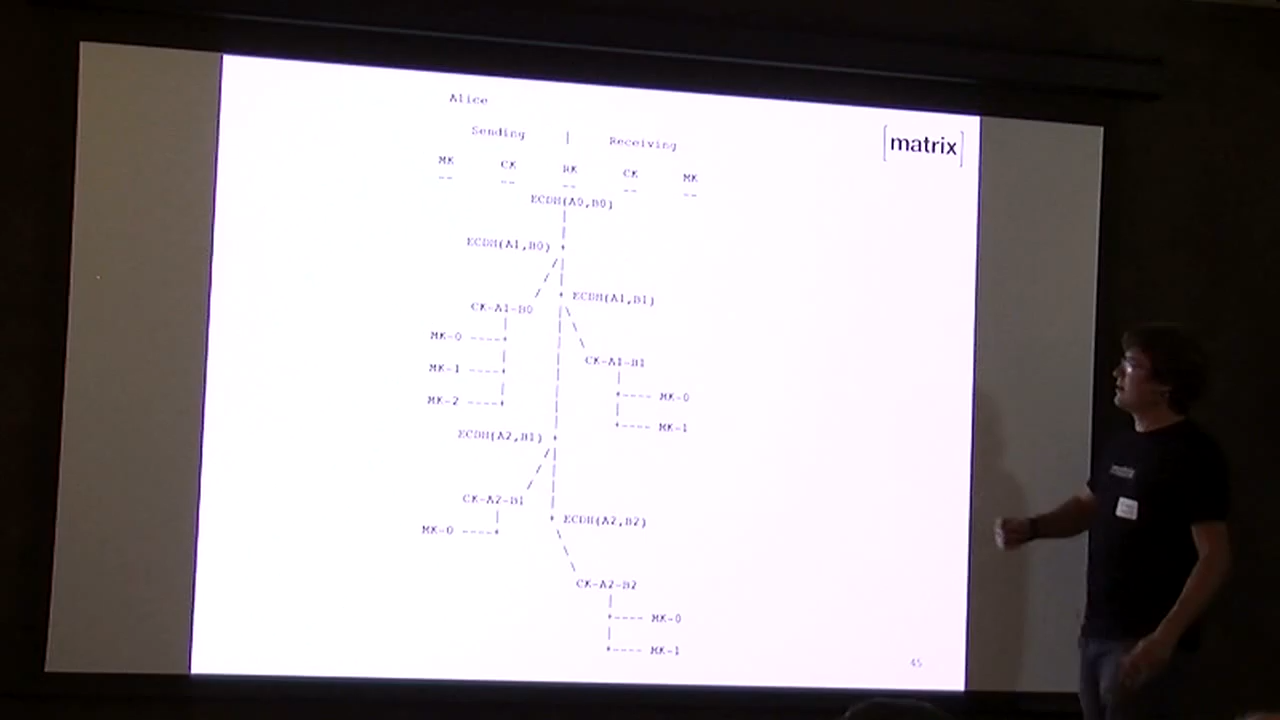 Alice
[matrix]
Sending | Receiving
MK CK RK CK MK
-- -- -- -- --
ECDH(A0,B0)
ECDH(A1,B0)
ECDH(A1,B1)
CK-A1-B0
MK-0
CK-A1-B1
MK-1
MK-0
MK-2
MK-1
ECDH(A2,B1)
CK-A2-B1
ECDH(A2,B2)
MK-0
CK-A2-B2
MK-0
MK-1
45